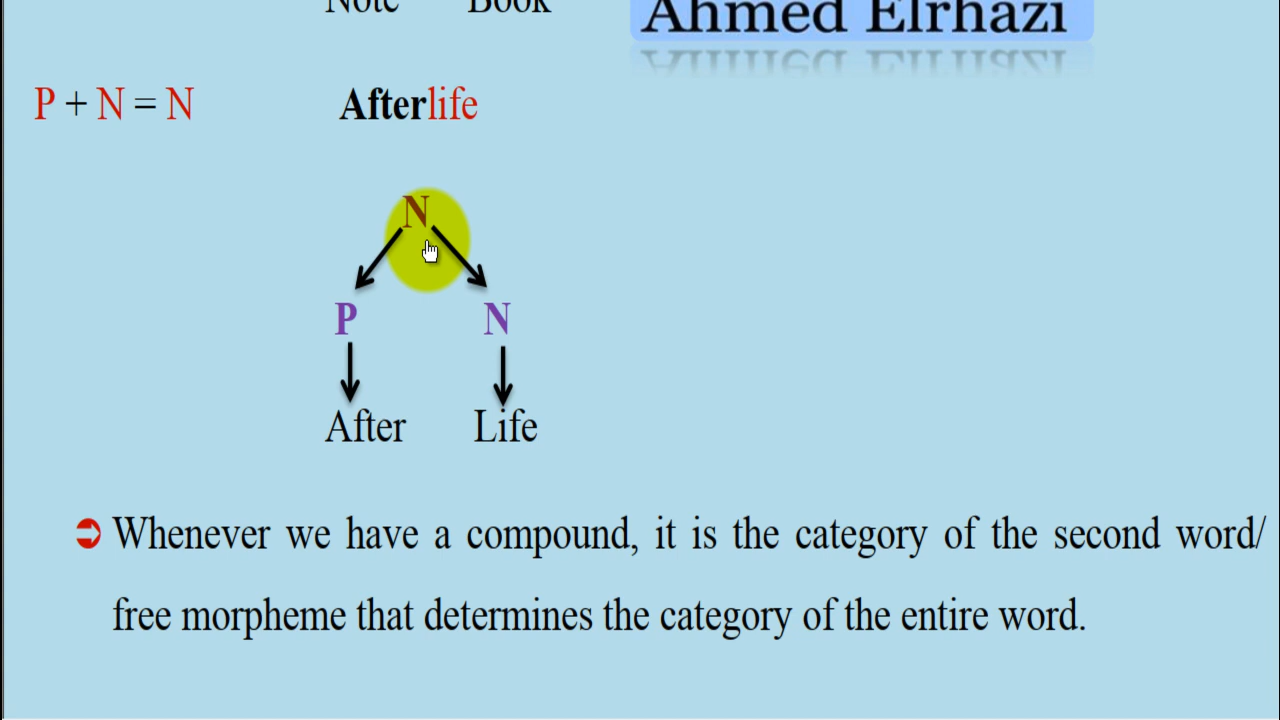 Note Book
Ahmed Elrhazi
P + N = N Afterlife
N
P N
After Life
Whenever we have a compound, it is the category of the second word/
free morpheme that determines the category of the entire word.